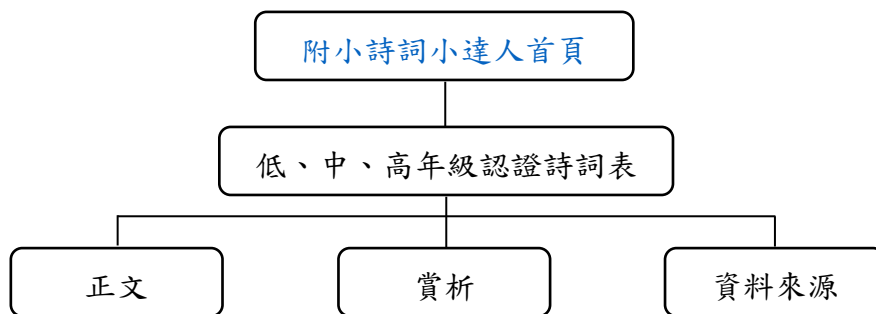 附小詩詞小達人首頁
低、中、高年級認證詩詞表
正文
賞析
資料來源